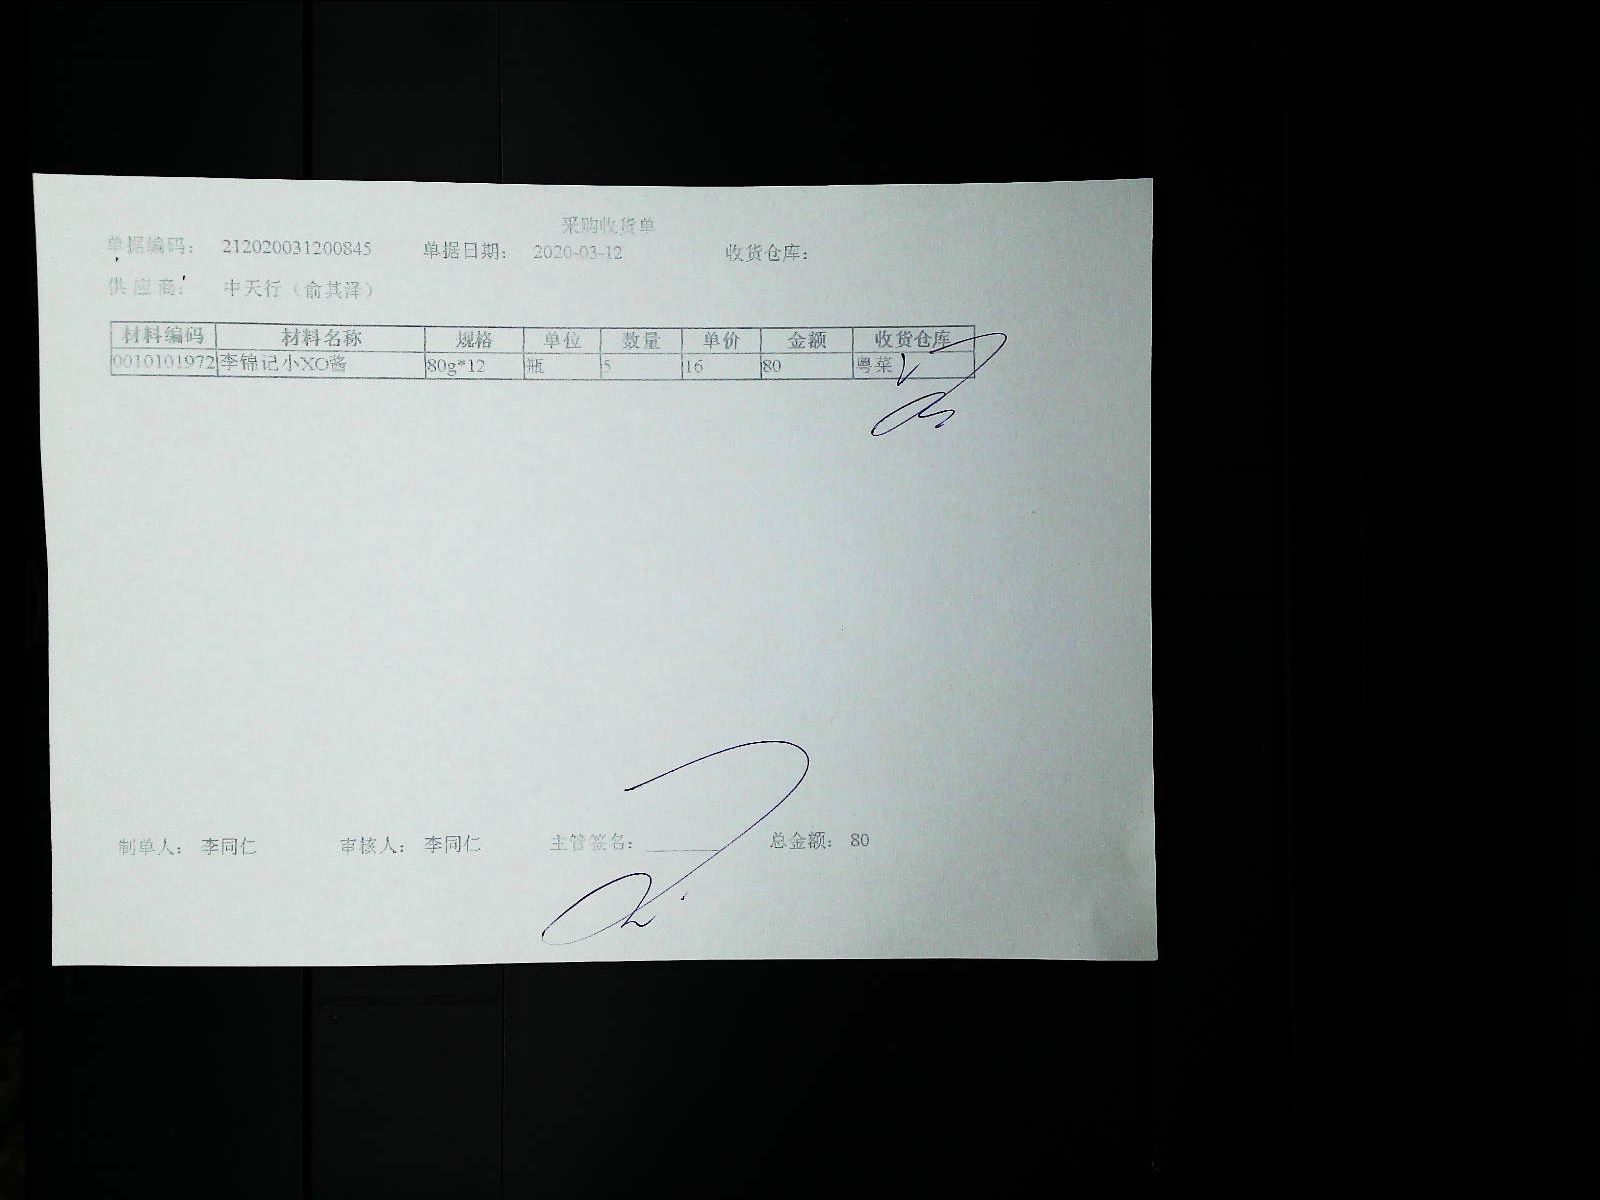 采购收货单
单据编码： 212020031200845 单据日期： 2020-03-12 收货仓库：
供应商： 中天行（俞其泽）
材料编码 材料名称 规格 单位 数量 单价 金额 收货仓库
0010101972 李锦记小XO酱 80g*12 瓶 5 16 80 粤菜
制单人： 李同仁 审核人： 李同仁 主管签名： 总金额： 80